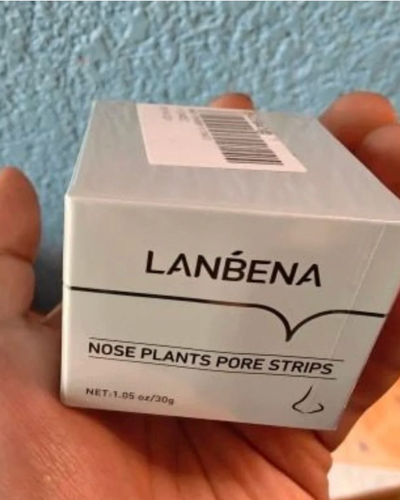 LANBENA
NOSE PLANTS PORE STRIPS
NET:1.05 oz/30g